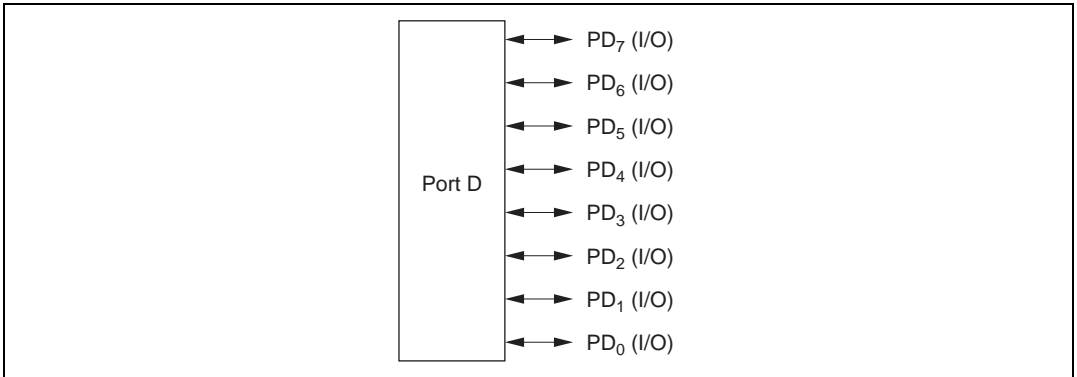 PD₇ (I/O)
PD₆ (I/O)
PD₅ (I/O)
PD₄ (I/O)
Port D
PD₃ (I/O)
PD₂ (I/O)
PD₁ (I/O)
PD₀ (I/O)